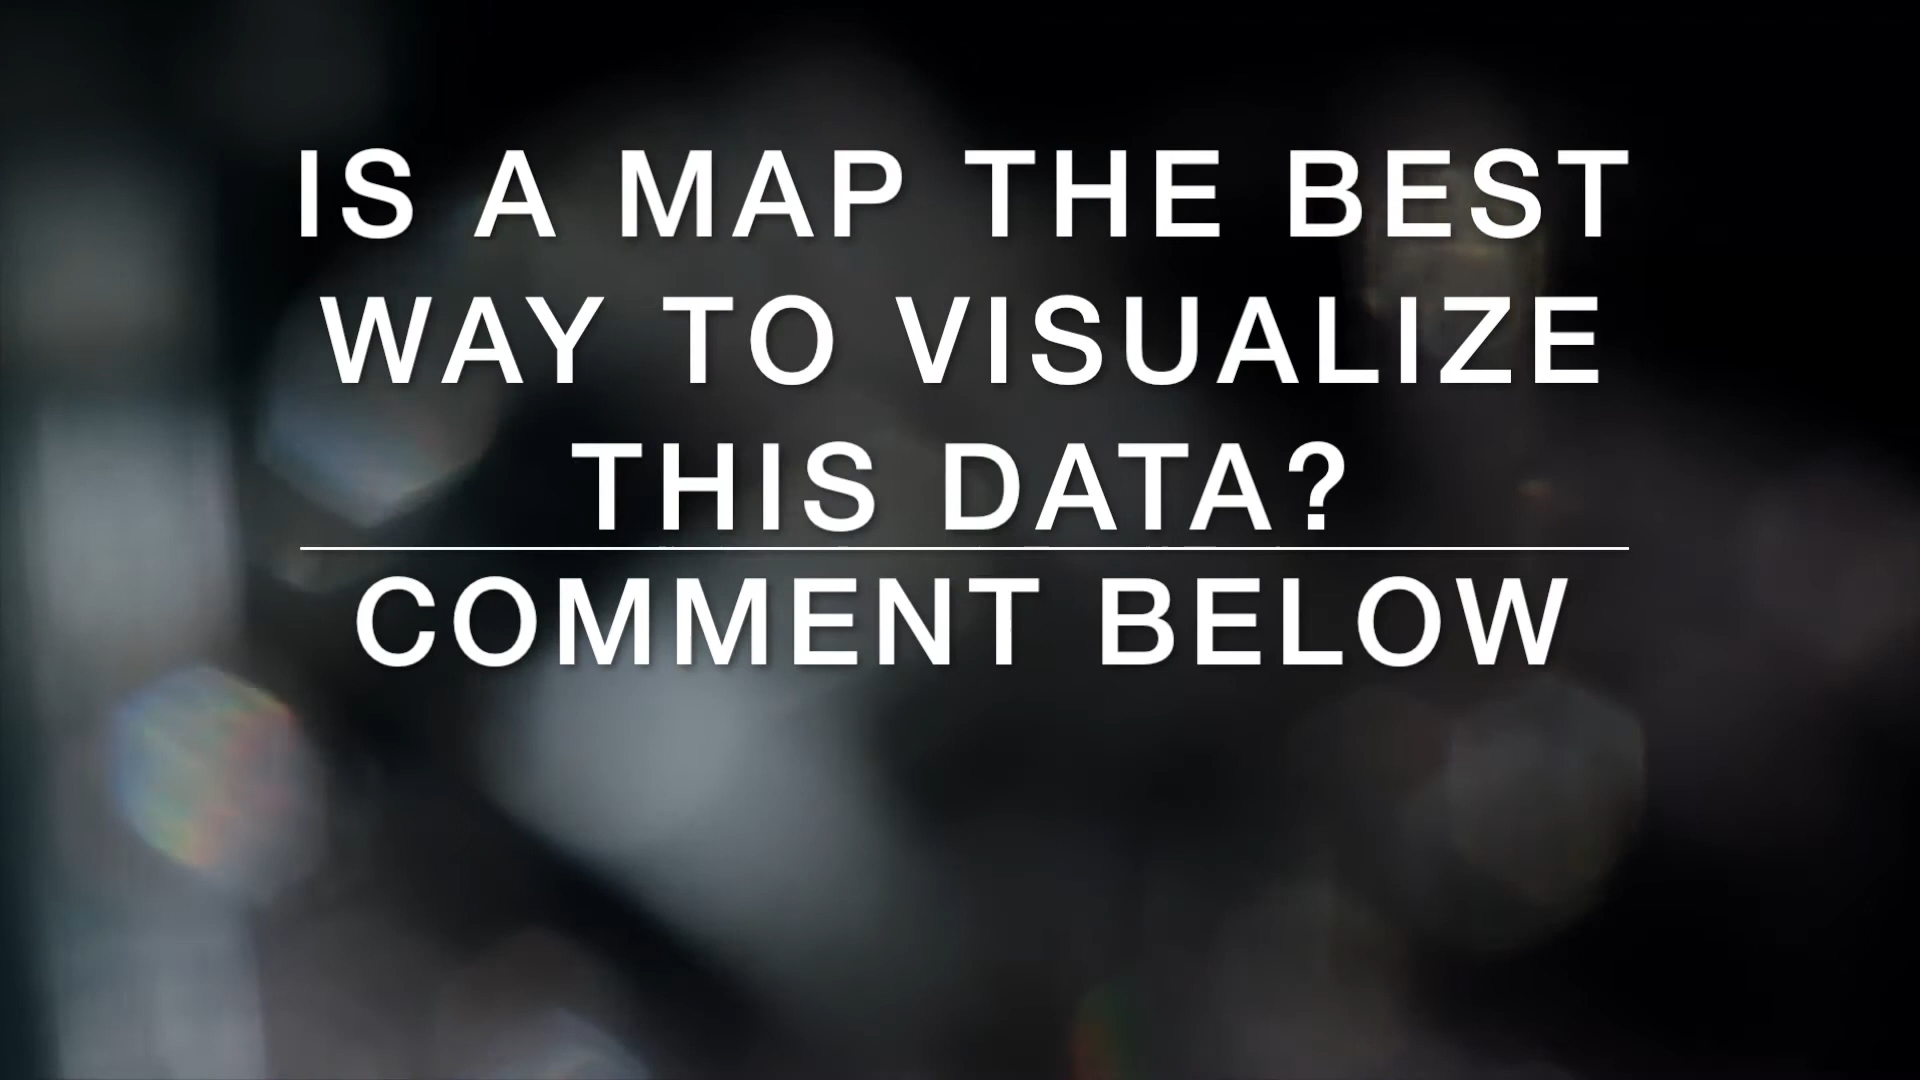 IS A MAP THE BEST
WAY TO VISUALIZE
THIS DATA?
COMMENT BELOW